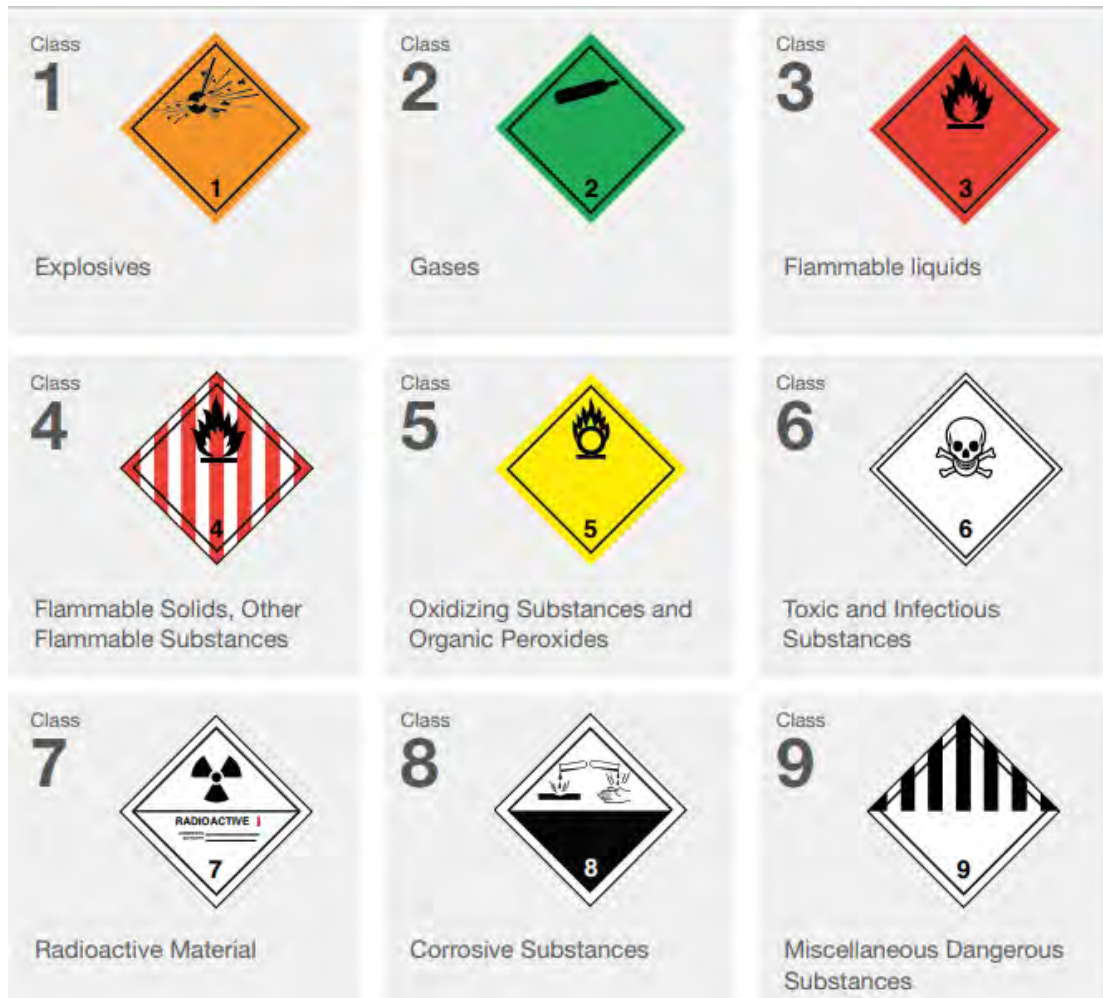 Class
1
1
Explosives
Class
2
2
Gases
Class
3
3
Flammable liquids
Class
4
4
Flammable Solids, Other
Flammable Substances
Class
5
5
Oxidizing Substances and
Organic Peroxides
Class
6
6
Toxic and Infectious
Substances
Class
7
RADIOACTIVE I
7
Radioactive Material
Class
8
8
Corrosive Substances
Class
9
9
Miscellaneous Dangerous
Substances